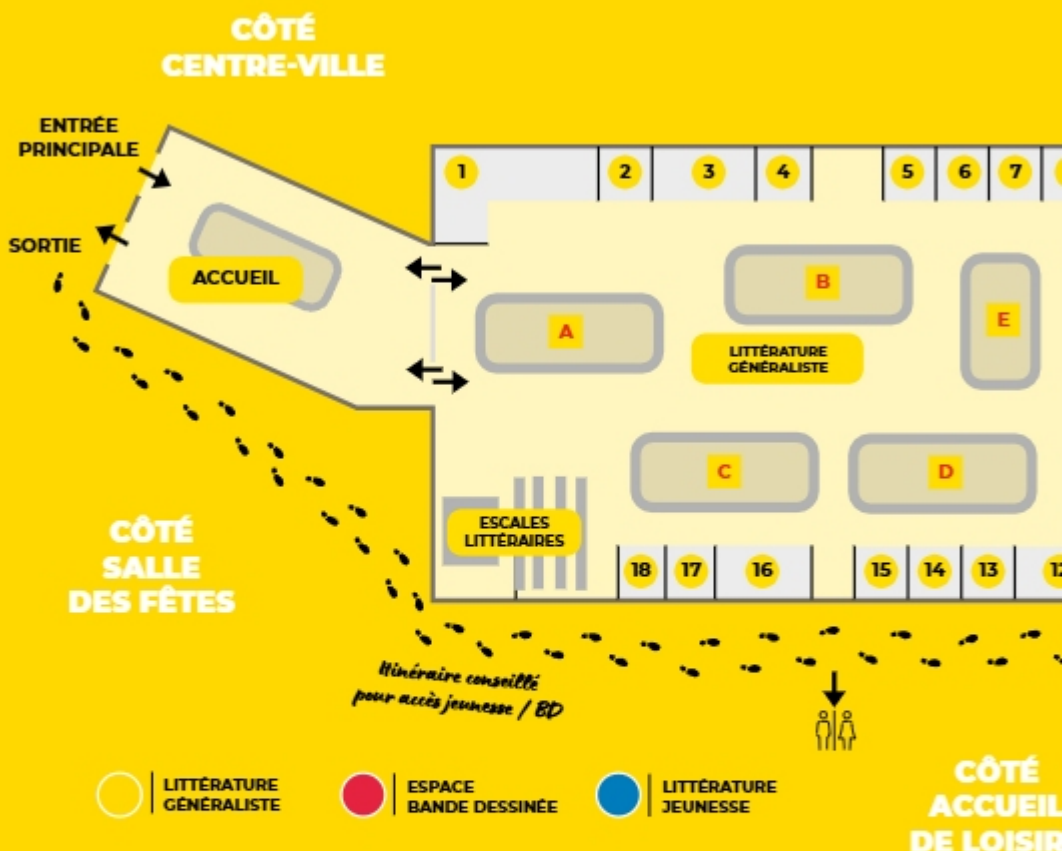 CÔTÉ
CENTRE-VILLE
ENTRÉE
PRINCIPALE
SORTIE
ACCUEIL
1
2
3
4
5
6
7
A
B
E
LITTÉRATURE
GÉNÉRALISTE
C
D
ESCALES
LITTÉRAIRES
18
17
16
15
14
13
CÔTÉ
SALLE
DES FÊTES
Itinéraire conseillé
pour accès jeunesse / BD
LITTÉRATURE
GÉNÉRALISTE
ESPACE
BANDE DESSINÉE
LITTÉRATURE
JEUNESSE
CÔTÉ
ACCUEIL
DE LOISIR